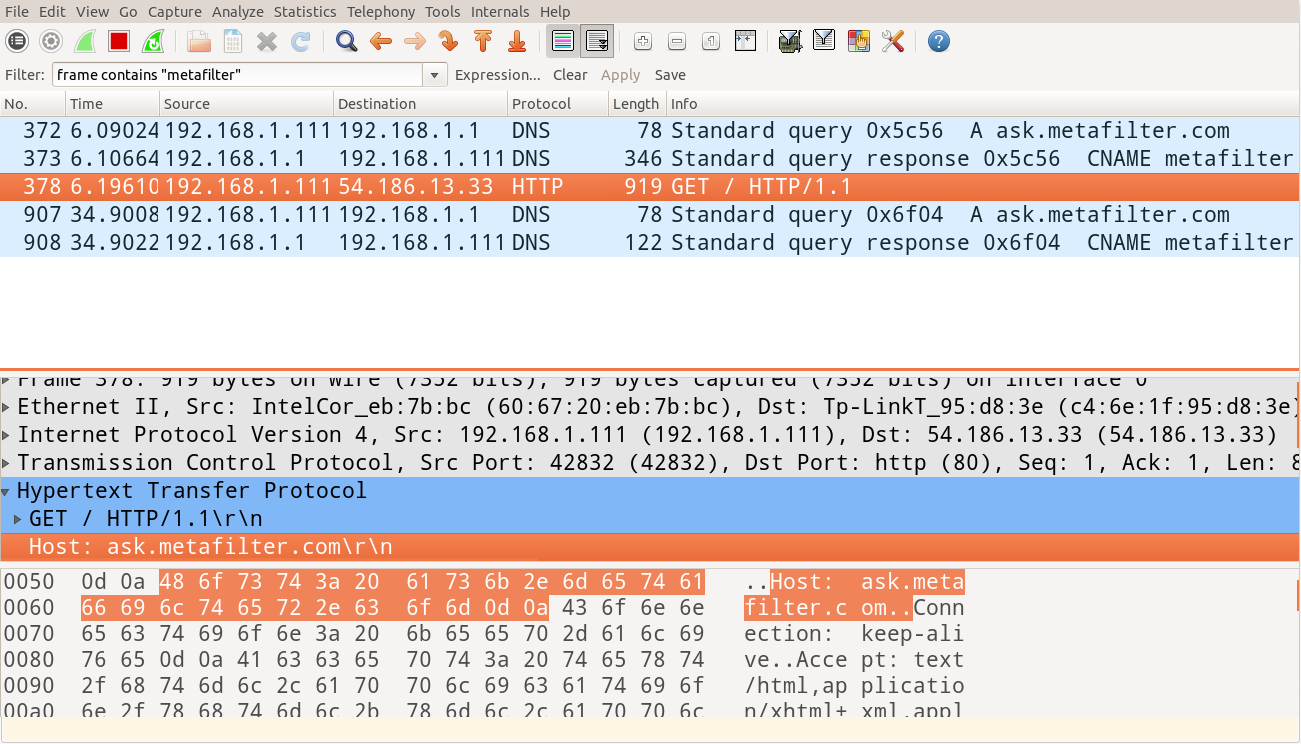 File Edit View Go Capture Analyze Statistics Telephony Tools Internals Help
Filter: frame contains "metafilter" Expression... Clear Apply Save
No. Time Source Destination Protocol Length Info
372 6.09024 192.168.1.111 192.168.1.1 DNS 78 Standard query 0x5c56 A ask.metafilter.com
373 6.10664 192.168.1.1 192.168.1.111 DNS 346 Standard query response 0x5c56 CNAME metafilter
378 6.19610 192.168.1.111 54.186.13.33 HTTP 919 GET / HTTP/1.1
907 34.9008 192.168.1.111 192.168.1.1 DNS 78 Standard query 0x6f04 A ask.metafilter.com
908 34.9022 192.168.1.1 192.168.1.111 DNS 122 Standard query response 0x6f04 CNAME metafilter
Frame 378: 919 bytes on wire (7352 bits), 919 bytes captured (7352 bits) on interface 0
Ethernet II, Src: IntelCor_eb:7b:bc (60:67:20:eb:7b:bc), Dst: Tp-LinkT_95:d8:3e (c4:6e:1f:95:d8:3e)
Internet Protocol Version 4, Src: 192.168.1.111 (192.168.1.111), Dst: 54.186.13.33 (54.186.13.33)
Transmission Control Protocol, Src Port: 42832 (42832), Dst Port: http (80), Seq: 1, Ack: 1, Len: 8
Hypertext Transfer Protocol
GET / HTTP/1.1\r\n
Host: ask.metafilter.com\r\n
0050 0d 0a 48 6f 73 74 3a 20 61 73 6b 2e 6d 65 74 61 ..Host: ask.meta
0060 66 69 6c 74 65 72 2e 63 6f 6d 0d 0a 43 6f 6e 6e filter.c om..Conn
0070 65 63 74 69 6f 6e 3a 20 6b 65 65 70 2d 61 6c 69 ection: keep-ali
0080 76 65 0d 0a 41 63 63 65 70 74 3a 20 74 65 78 74 ve..Acce pt: text
0090 2f 68 74 6d 6c 2c 61 70 70 6c 69 63 61 74 69 6f /html,ap plicatio
00a0 6e 2f 78 68 74 6d 6c 2b 78 6d 6c 2c 61 70 70 6c n/xhtml+ xml,appl